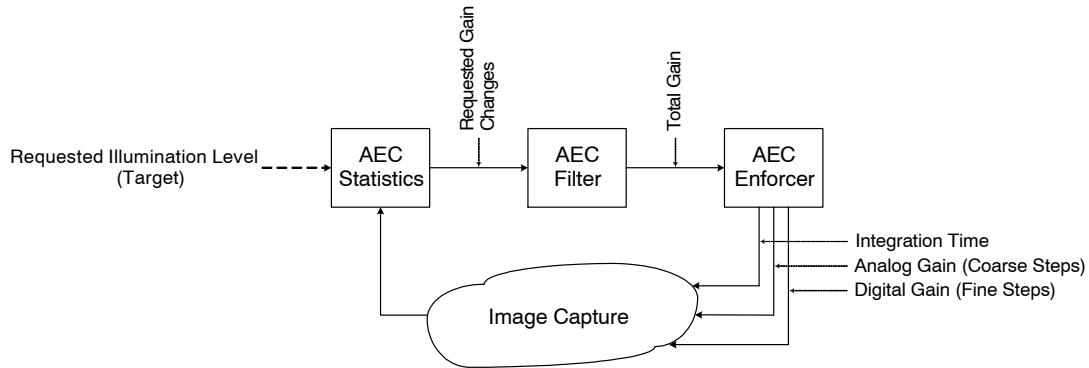 Requested Gain
Changes
Total Gain
Requested Illumination Level
(Target)
AEC
Statistics
AEC
Filter
AEC
Enforcer
Integration Time
Analog Gain (Coarse Steps)
Digital Gain (Fine Steps)
Image Capture